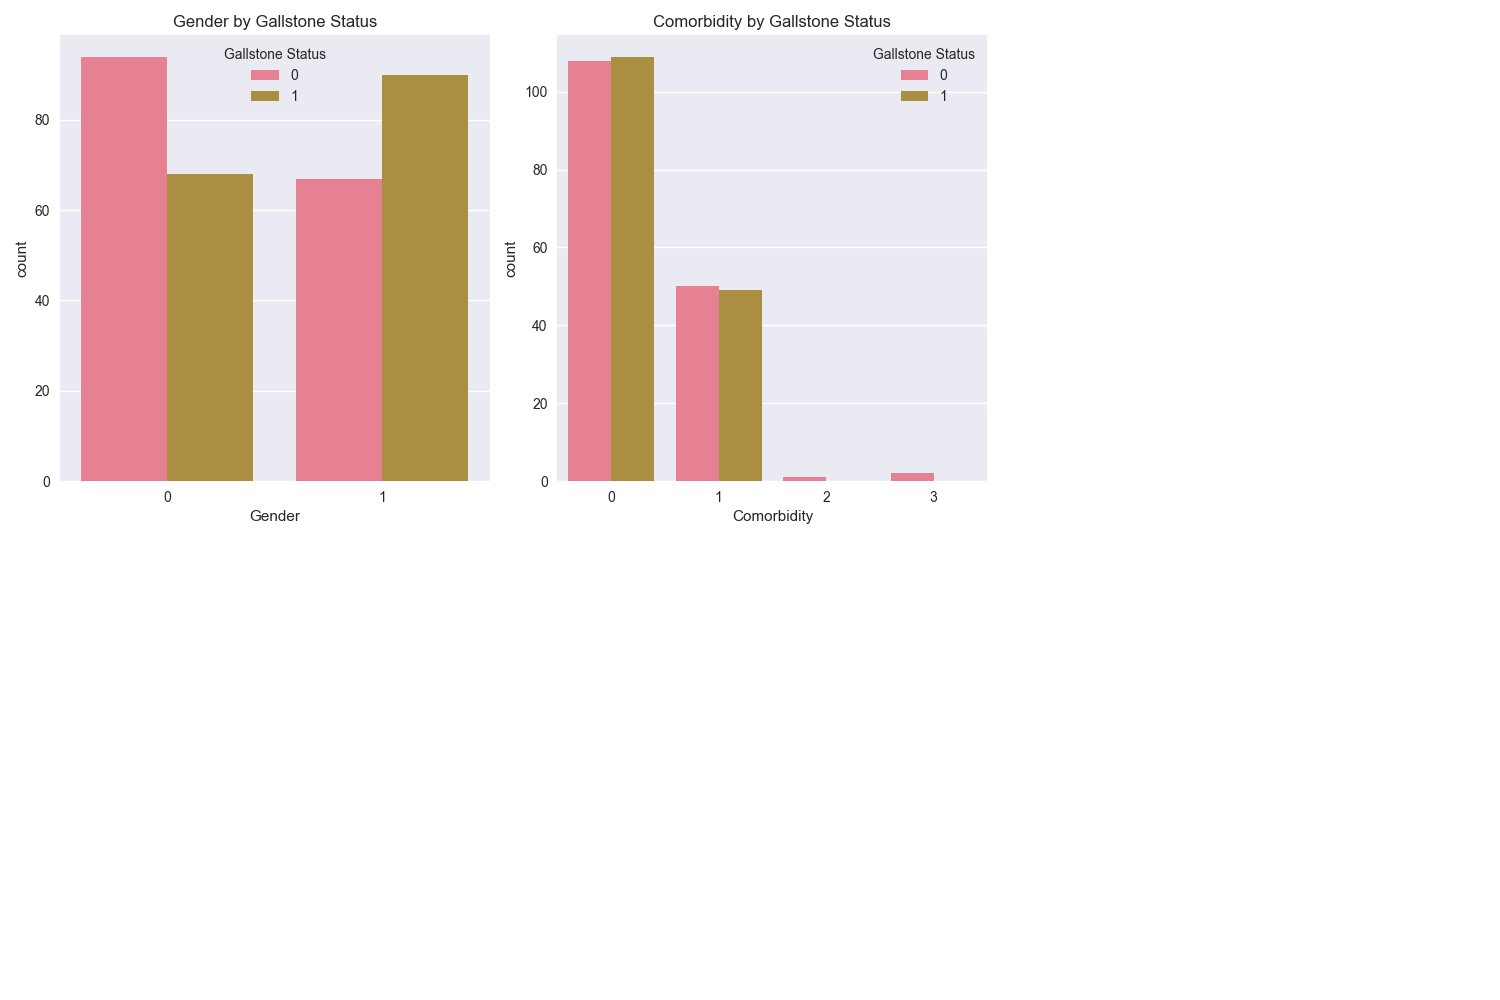 Gender by Gallstone Status
Gallstone Status
0
1
80
60
40
20
0
count
0 1
Gender
Comorbidity by Gallstone Status
Gallstone Status
0
1
100
80
60
40
20
0
count
0 1 2 3
Comorbidity